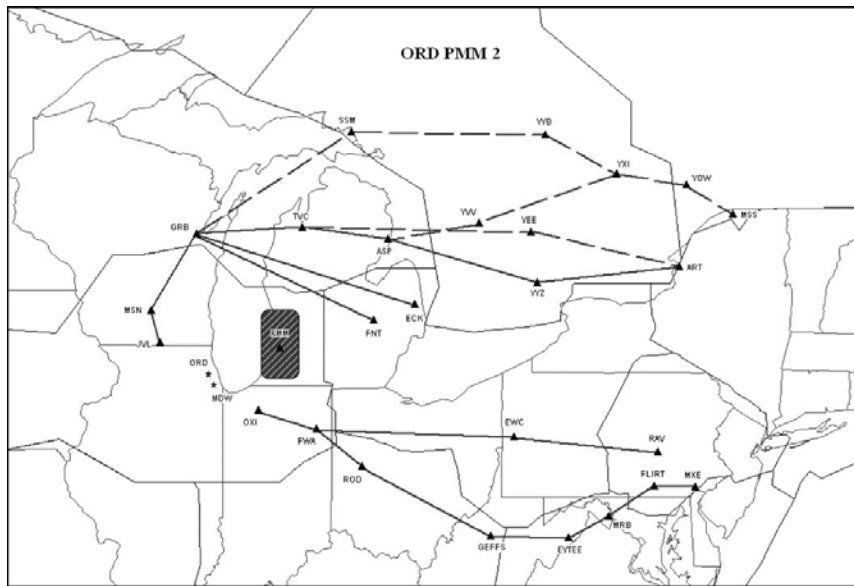 ORD PMM 2
SSM
YYB
YXI
YOW
MSS
GRB
TVC
YVV
YEE
ASP
ART
YYZ
MSN
ECK
FNT
JVL
ORD
MDW
OXI
FWA
EWC
RAV
ROD
FLIRT
MXE
MRB
GEFFS
EYTEE